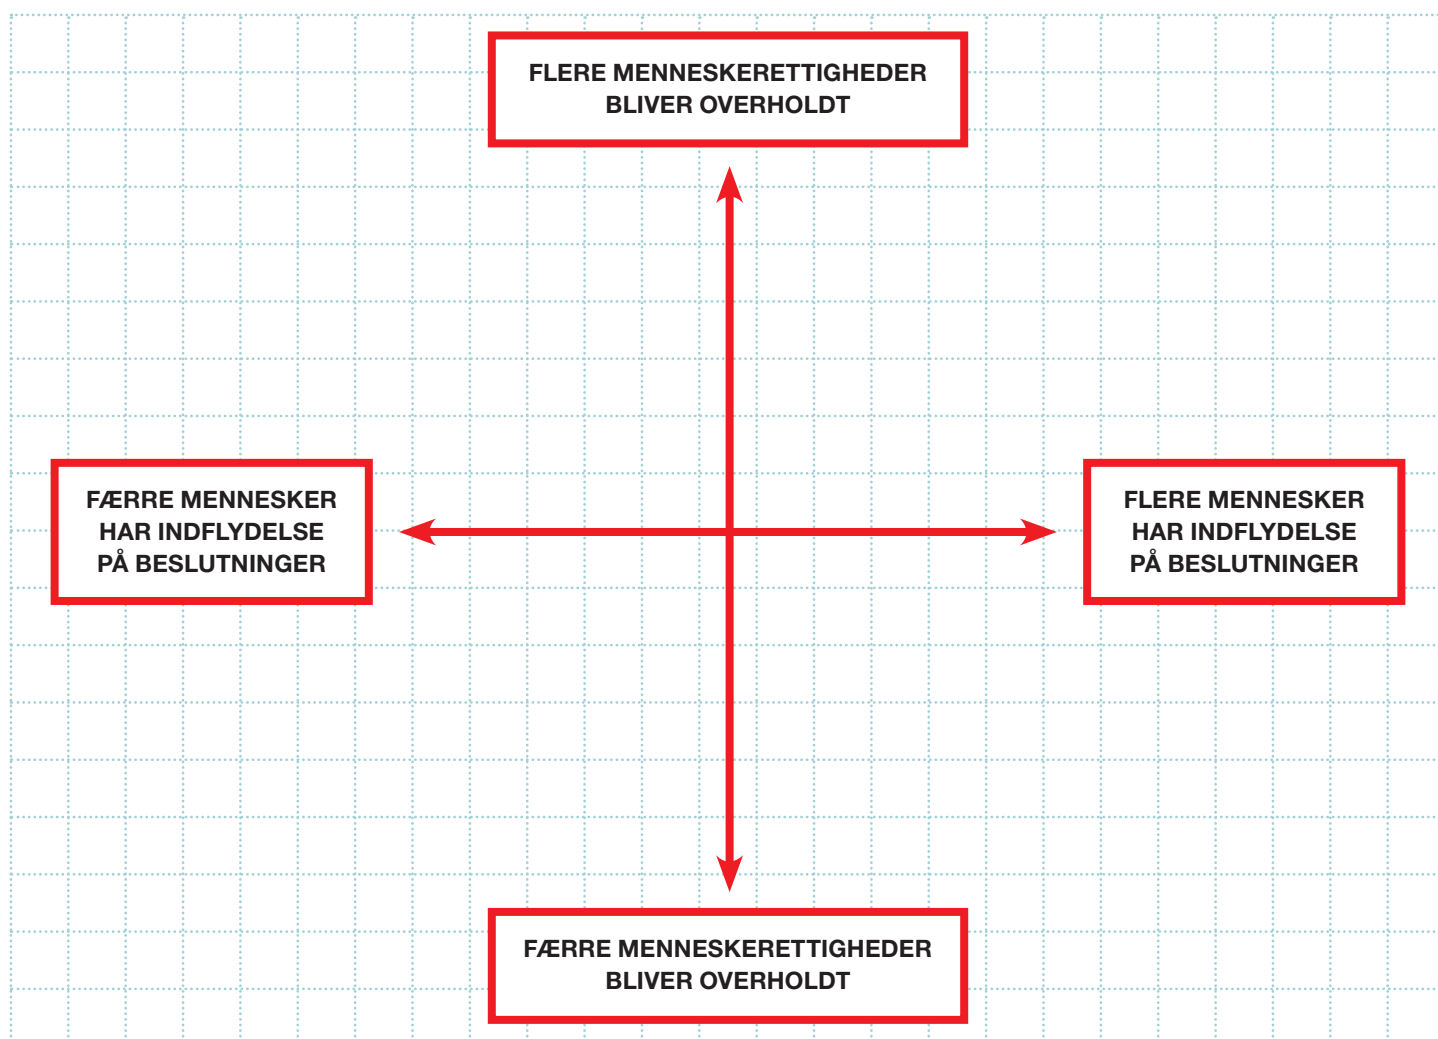 FLERE MENNESKERETTIGHEDER
BLIVER OVERHOLDT
FÆRRE MENNESKER
HAR INDFLYDELSE
PÅ BESLUTNINGER
FLERE MENNESKER
HAR INDFLYDELSE
PÅ BESLUTNINGER
FÆRRE MENNESKERETTIGHEDER
BLIVER OVERHOLDT